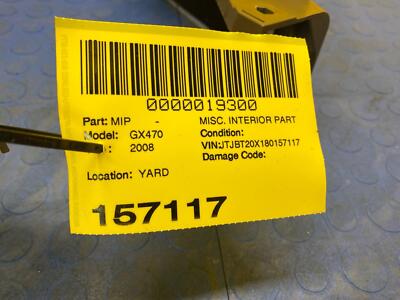 0000019300
Part: MIP - MISC. INTERIOR PART
Model: GX470 Condition:
: 2008 VIN:JTJBT20X180157117
Damage Code:
Location: YARD
157117